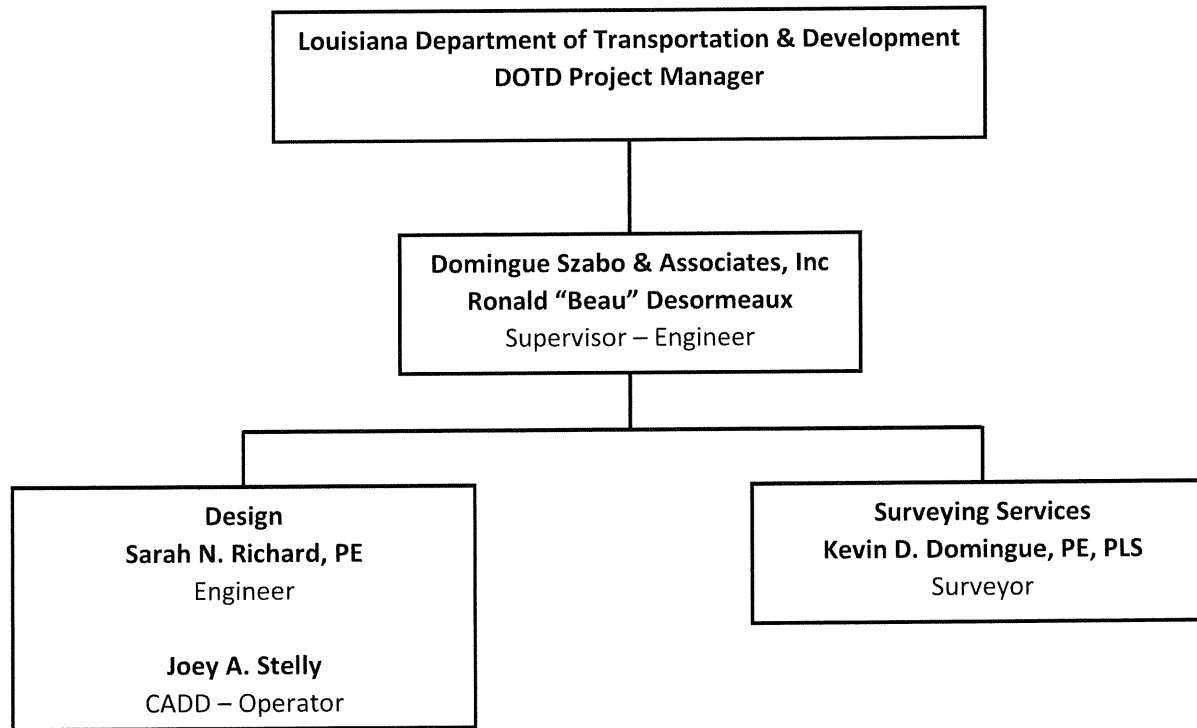 Louisiana Department of Transportation & Development
DOTD Project Manager
Domingue Szabo & Associates, Inc
Ronald “Beau” Desormeaux
Supervisor – Engineer
Design
Sarah N. Richard, PE
Engineer
Joey A. Stelly
CADD – Operator
Surveying Services
Kevin D. Domingue, PE, PLS
Surveyor